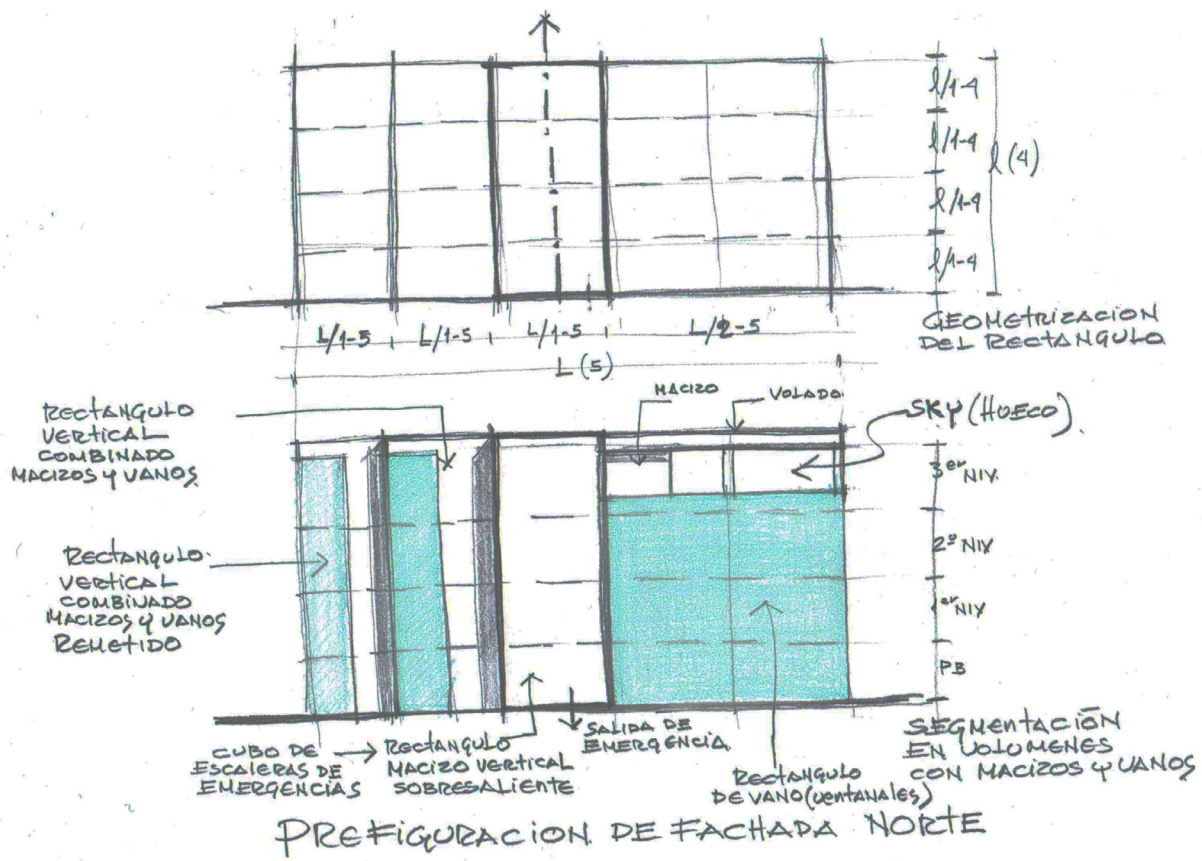 l/1-4
l/1-4
l/1-4
l/1-4
l (4)
GEOMETRIZACION
DEL RECTANGULO
L/1-5
L/1-5
L/1-5
L/2-5
L (5)
RECTANGULO
VERTICAL
COMBINADO
MACIZOS y VANOS
MACIZO
VOLADO
SKY (HUECO)
RECTANGULO
VERTICAL
COMBINADO
MACIZOS y VANOS
REMETIDO
3er NIV.
2º NIV
1er NIV
PB
CUBO DE
ESCALERAS DE
EMERGENCIAS
RECTANGULO
MACIZO VERTICAL
SOBRESALIENTE
SALIDA DE
EMERGENCIA
RECTANGULO
DE VANO (VENTANALES)
SEGMENTACIÓN
EN VOLUMENES
CON MACIZOS y VANOS
PREFIGURACION DE FACHADA NORTE